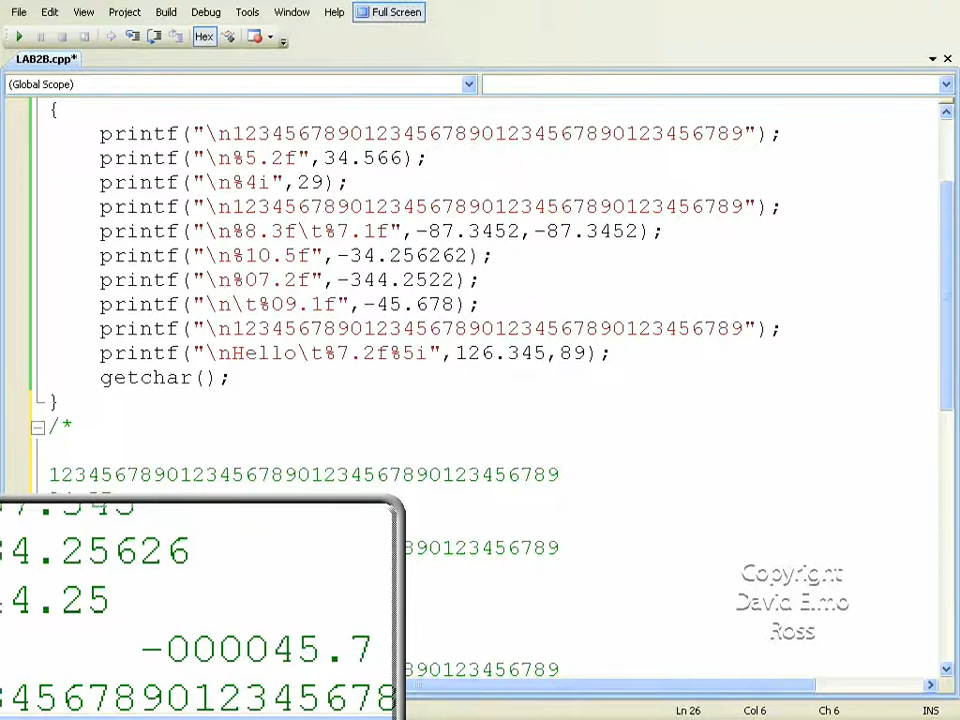 File Edit View Project Build Debug Tools Window Help Full Screen
Hex
LAB2B.cpp*
(Global Scope)
{
printf("\n123456789012345678901234567890123456789");
printf("\n%5.2f",34.566);
printf("\n%4i",29);
printf("\n123456789012345678901234567890123456789");
printf("\n%8.3f\t%7.1f",-87.3452,-87.3452);
printf("\n%10.5f",-34.256262);
printf("\n%07.2f",-344.2522);
printf("\n\t%09.1f",-45.678);
printf("\n123456789012345678901234567890123456789");
printf("\nHello\t%7.2f%5i",126.345,89);
getchar();
}
/*
123456789012345678901234567890123456789
4.25626
890123456789
4.25
-000045.7
890123456789
456789012345678
Copyright
David Elmo
Ross
Ln 26 Col 6 Ch 6 INS